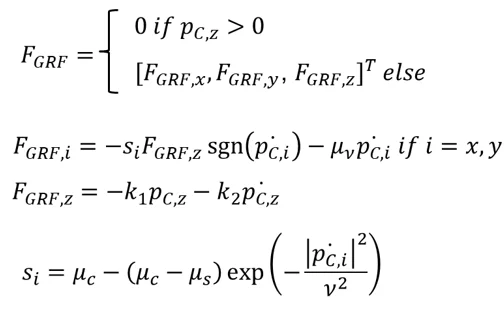 F_GRF = { 0 if p_C,z > 0
[F_GRF,x, F_GRF,y, F_GRF,z]^T else
F_GRF,i = −s_i F_GRF,z sgn(ṗ_C,i) − μ_ν ṗ_C,i if i = x, y
F_GRF,z = −k_1 p_C,z − k_2 ṗ_C,z
s_i = μ_c − (μ_c − μ_s) exp(−|ṗ_C,i|^2 / ν^2)